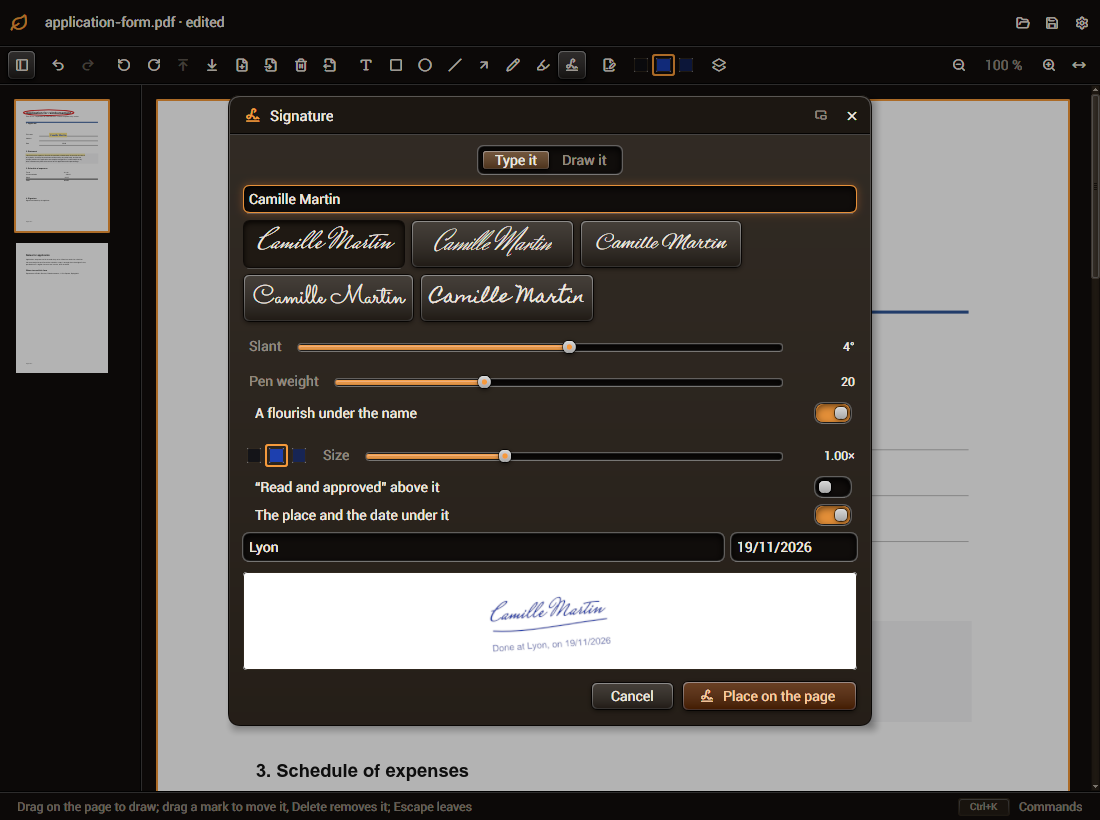 application-form.pdf · edited
100 %
Signature
Type it
Draw it
Camille Martin
Camille Martin
Camille Martin
Camille Martin
Camille Martin
Camille Martin
Slant
4°
Pen weight
20
A flourish under the name
Size
1.00×
“Read and approved” above it
The place and the date under it
Lyon
19/11/2026
Camille Martin
Done at Lyon, on 19/11/2026
Cancel
Place on the page
3. Schedule of expenses
Drag on the page to draw; drag a mark to move it, Delete removes it; Escape leaves
Ctrl+K
Commands